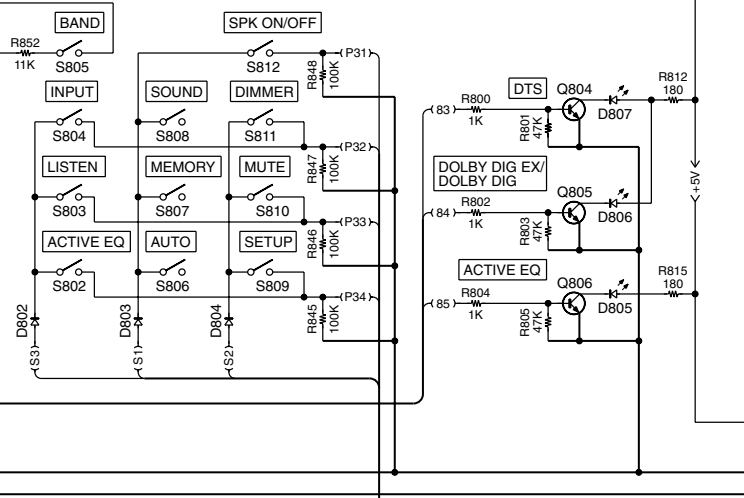 BAND
SPK ON/OFF
R852
11K
S805
S812
P31
R848
100K
INPUT
SOUND
DIMMER
S804
S808
S811
P32
R847
100K
LISTEN
MEMORY
MUTE
S803
S807
S810
P33
R846
100K
ACTIVE EQ
AUTO
SETUP
S802
S806
S809
P34
R845
100K
D802
D803
D804
S3
S1
S2
DTS
Q804
R812
180
83
R800
1K
R801
47K
D807
DOLBY DIG EX/
DOLBY DIG
Q805
84
R802
1K
R803
47K
D806
+5V
ACTIVE EQ
Q806
R815
180
85
R804
1K
R805
47K
D805